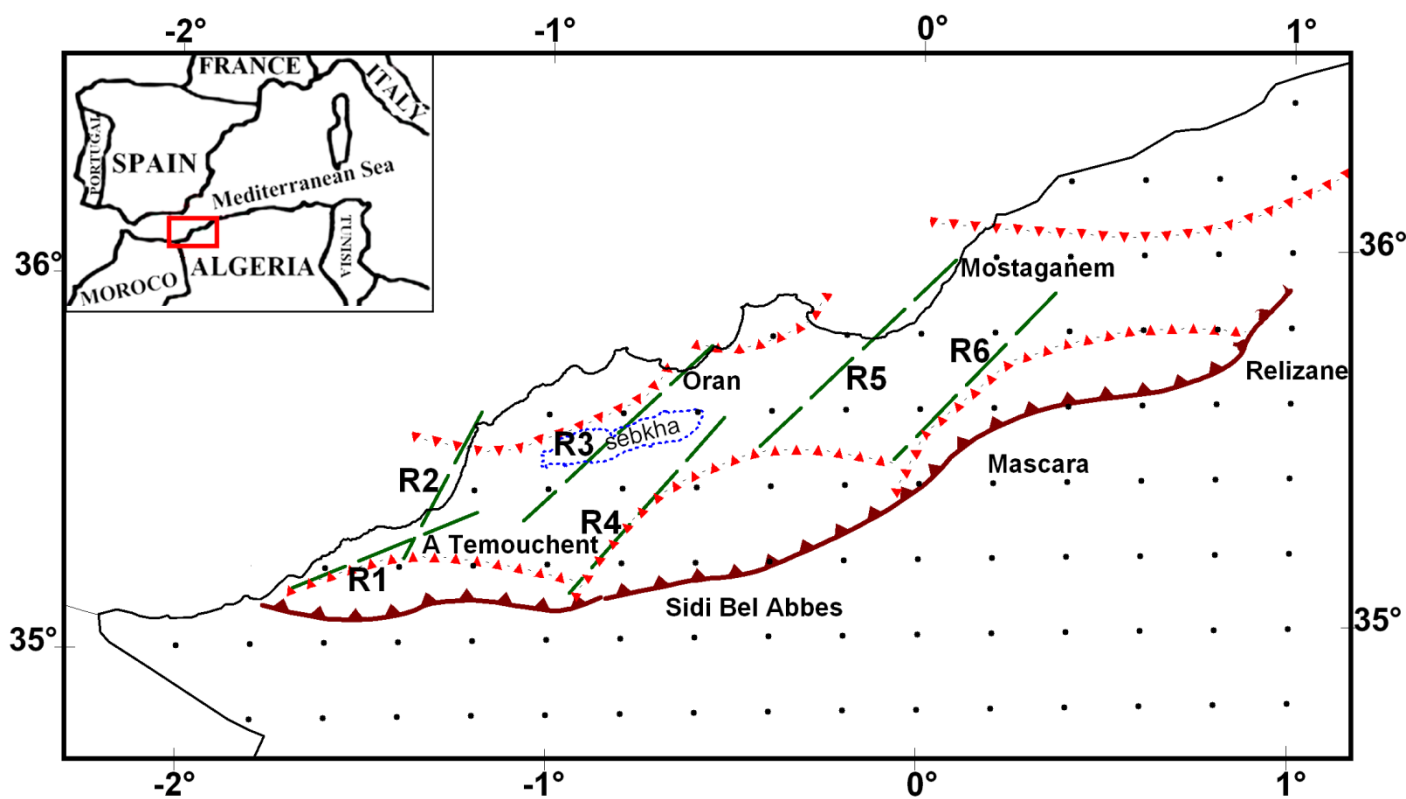 -2° -1° 0° 1°
FRANCE
ITALY
PORTUGAL
SPAIN
Mediterranean Sea
TUNISIA
ALGERIA
MOROCO
36° 36°
Mostaganem
R6
R5
Relizane
Oran
R3 sebkha
Mascara
R2
R4
A Temouchent
R1
Sidi Bel Abbes
35° 35°
-2° -1° 0° 1°